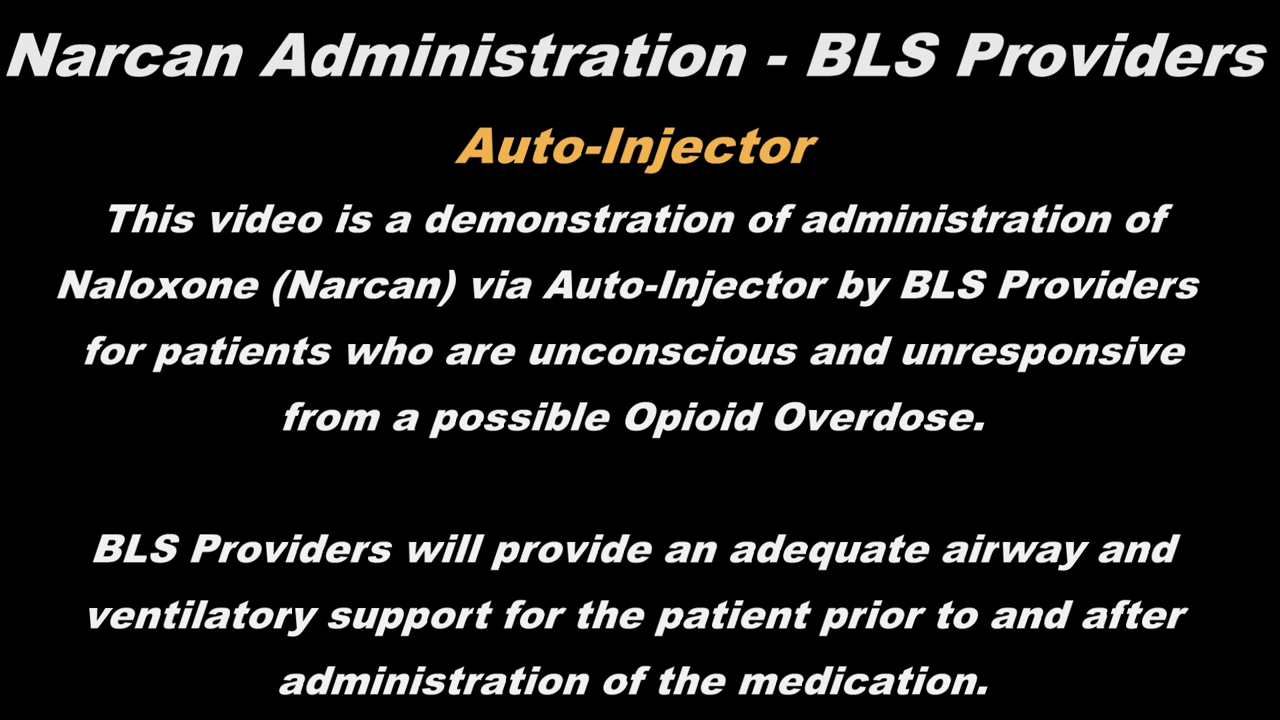 Narcan Administration - BLS Providers
Auto-Injector
This video is a demonstration of administration of
Naloxone (Narcan) via Auto-Injector by BLS Providers
for patients who are unconscious and unresponsive
from a possible Opioid Overdose.
BLS Providers will provide an adequate airway and
ventilatory support for the patient prior to and after
administration of the medication.